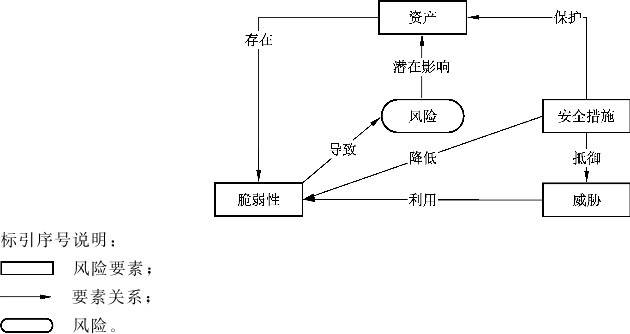 资产
存在
保护
潜在影响
风险
安全措施
导致
降低
抵御
脆弱性
利用
威胁
标引序号说明：
风险要素；
要素关系；
风险。